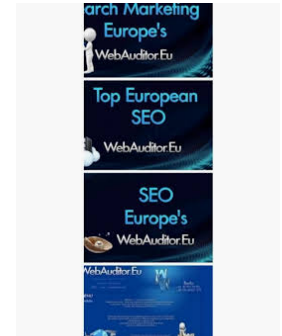 arch Marketing
Europe's
WebAuditor.Eu
Top European
SEO
WebAuditor.Eu
SEO
Europe's
WebAuditor.Eu
WebAuditor.Eu